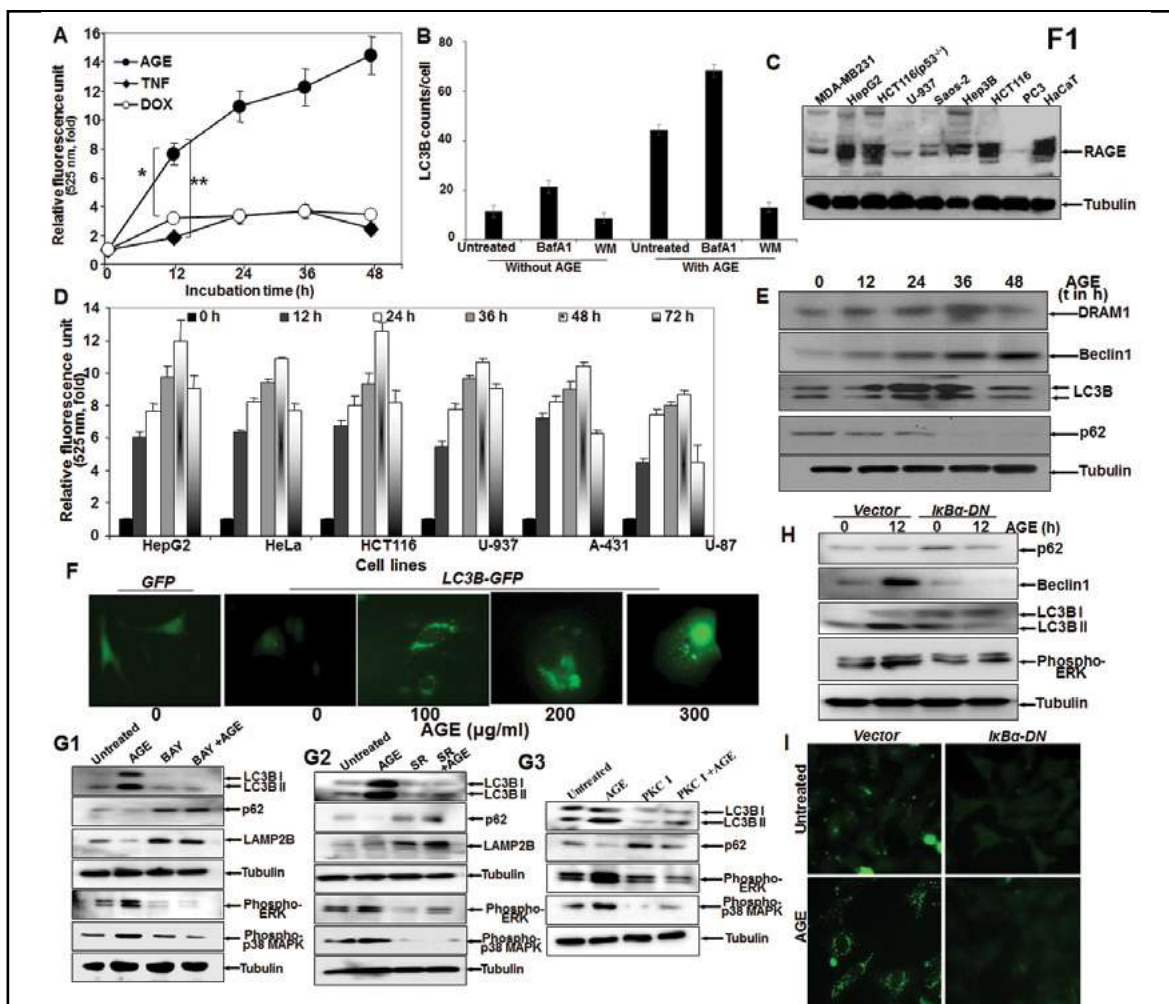 F1
A
AGE
TNF
DOX
Relative fluorescence unit
(525 nm, fold)
16
14
12
10
8
6
4
2
0
*
**
0 12 24 36 48
Incubation time (h)
B
LC3B counts/cell
80
60
40
20
0
Untreated BafA1 WM Untreated BafA1 WM
Without AGE With AGE
C
MDA-MB231 HepG2 HCT116(p53-/-) U-937 Saos-2 Hep3B HCT116 PC3 HaCaT
RAGE
Tubulin
D
0 h 12 h 24 h 36 h 48 h 72 h
Relative fluorescence unit
(525 nm, fold)
14
12
10
8
6
4
2
0
HepG2 HeLa HCT116 U-937 A-431 U-87
Cell lines
E
0 12 24 36 48 AGE
(t in h)
DRAM1
Beclin1
LC3B
p62
Tubulin
F
GFP LC3B-GFP
0 0 100 200 300
AGE (µg/ml)
G1
Untreated AGE BAY BAY +AGE
LC3B I
LC3B II
p62
LAMP2B
Tubulin
Phospho-
ERK
Phospho-
p38 MAPK
Tubulin
G2
Untreated AGE SR SR +AGE
LC3B I
LC3B II
p62
LAMP2B
Tubulin
Phospho-
ERK
Phospho-
p38 MAPK
Tubulin
G3
Untreated AGE PKC I PKC I +AGE
LC3B I
LC3B II
p62
Phospho-
ERK
Phospho-
p38 MAPK
Tubulin
H
Vector IκBα-DN
0 12 0 12 AGE (h)
p62
Beclin1
LC3B I
LC3B II
Phospho-
ERK
Tubulin
I
Vector IκBα-DN
Untreated
AGE